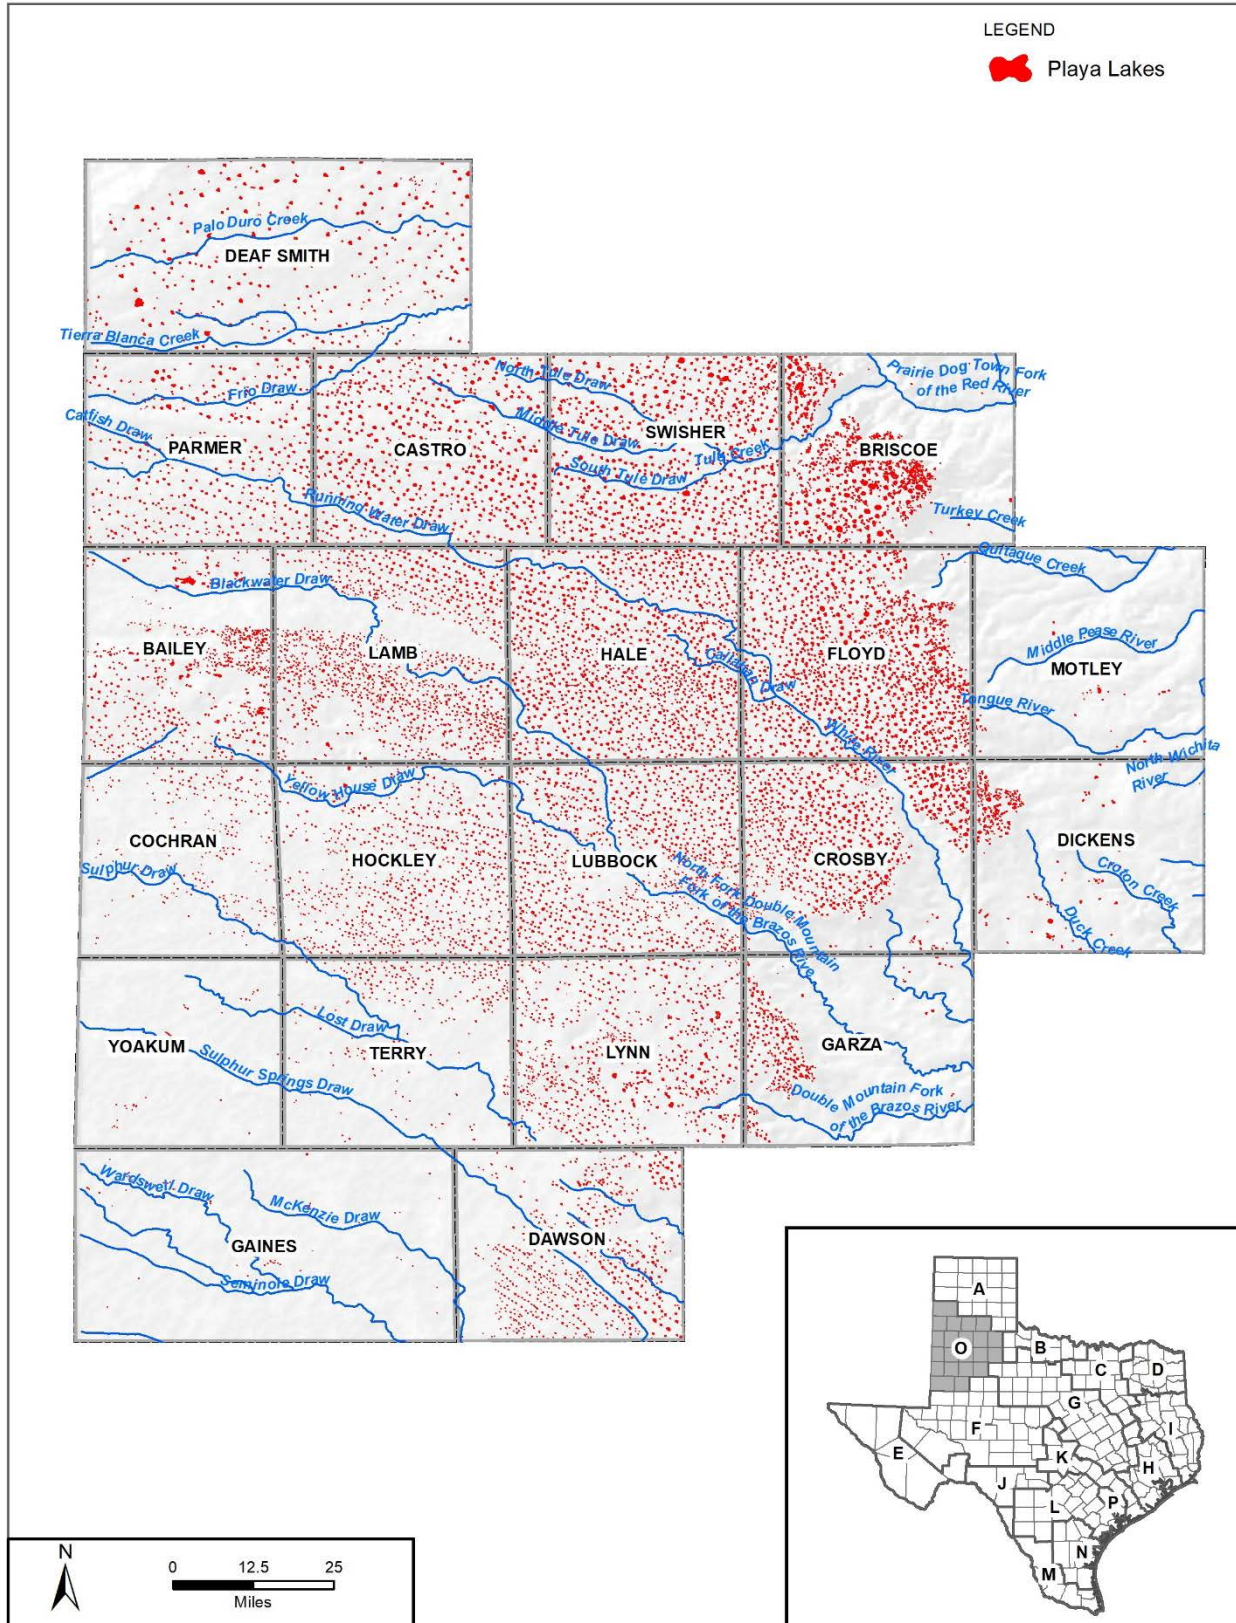 LEGEND
Playa Lakes
Palo Duro Creek
DEAF SMITH
Tierra Blanca Creek
North Tule Draw
Prairie Dog Town Fork
of the Red River
Frio Draw
Catfish Draw
Middle Tule Draw
SWISHER
PARMER
CASTRO
Tule Creek
BRISCOE
South Tule Draw
Running Water Draw
Turkey Creek
Quitaque Creek
Blackwater Draw
BAILEY
LAMB
HALE
Callahan Draw
FLOYD
Middle Pease River
MOTLEY
Tongue River
White River
North Wichita
River
Yellow House Draw
COCHRAN
Sulphur Draw
HOCKLEY
LUBBOCK
North Fork Double Mountain
Fork of the Brazos Rive
CROSBY
DICKENS
Croton Creek
Duck Creek
Lost Draw
YOAKUM
TERRY
LYNN
GARZA
Sulphur Springs Draw
Double Mountain Fork
of the Brazos River
Wardswell Draw
McKenzie Draw
GAINES
Seminole Draw
DAWSON
A
O
B
C
D
G
F
I
E
K
H
J
L
P
N
M
N
0 12.5 25
Miles